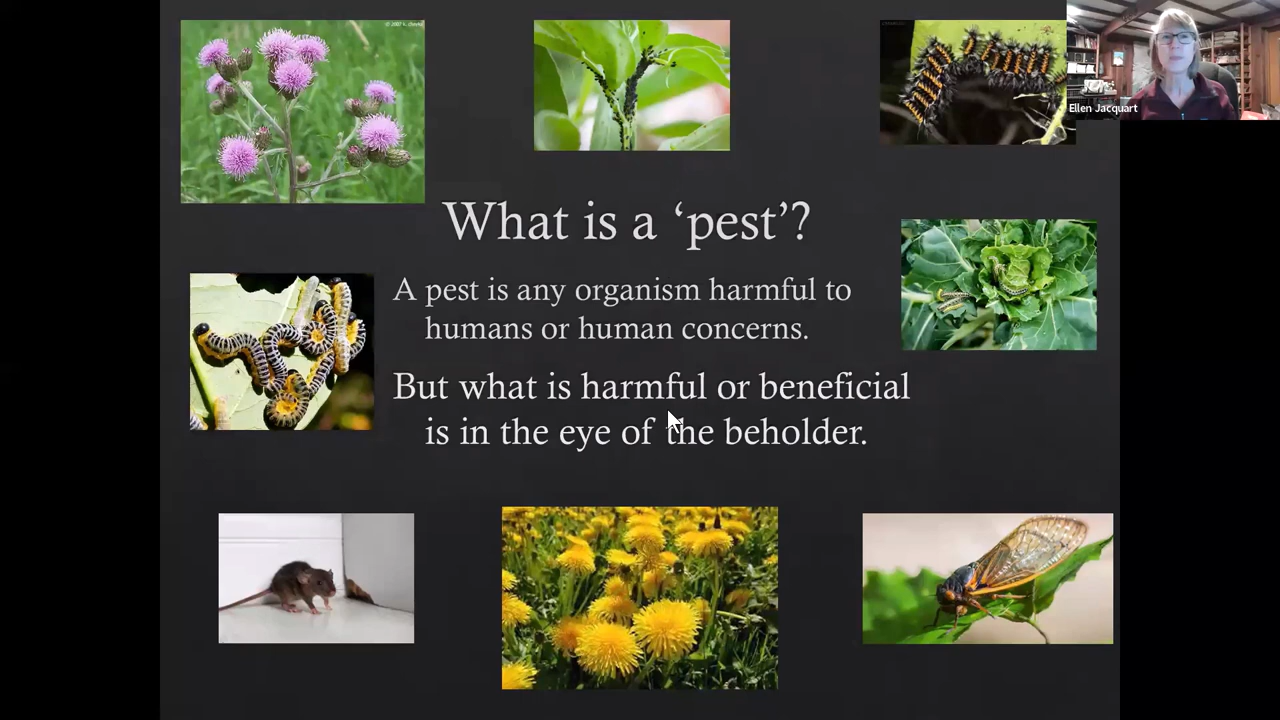 Ellen Jacquart
What is a ‘pest’?
A pest is any organism harmful to
humans or human concerns.
But what is harmful or beneficial
is in the eye of the beholder.